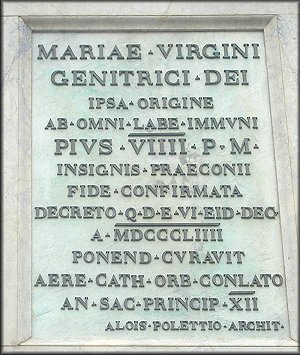 MARIAE · VIRGINI
GENITRICI · DEI
IPSA · ORIGINE
AB · OMNI · LABE · IMMVNI
PIVS · VIIII · P · M ·
INSIGNIS · PRAECONII
FIDE · CONFIRMATA
DECRETO · Q · D · E · VI · EID · DEC ·
A · MDCCCLIIII
PONEND · CVRAVIT
AERE · CATH · ORB · CONLATO
AN · SAC · PRINCIP · XII
ALOIS · POLETTIO · ARCHIT ·